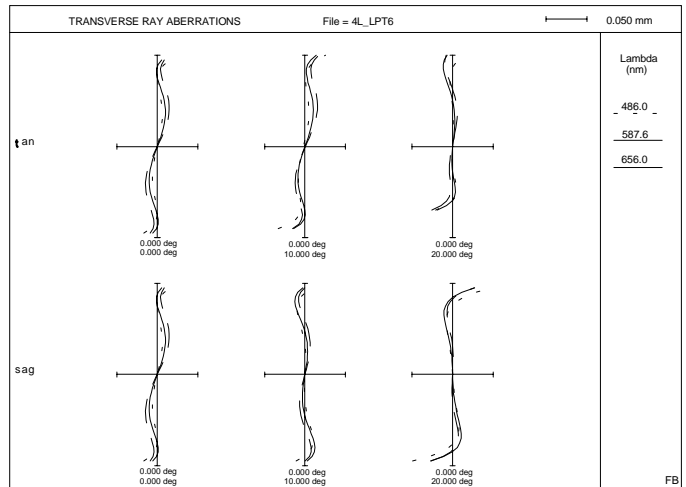 TRANSVERSE RAY ABERRATIONS File = 4L_LPT6 0.050 mm
Lambda
(nm)
486.0
587.6
656.0
tan
0.000 deg
0.000 deg
0.000 deg
10.000 deg
0.000 deg
20.000 deg
sag
0.000 deg
0.000 deg
0.000 deg
10.000 deg
0.000 deg
20.000 deg
FB